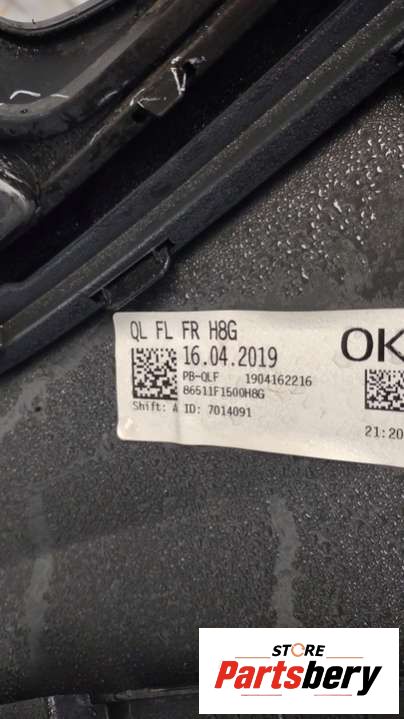 QL FL FR H8G
16.04.2019
OK
PB-QLF 1904162216
86511F1500H8G
Shift: A ID: 7014091
21:20
STORE
Partsbery